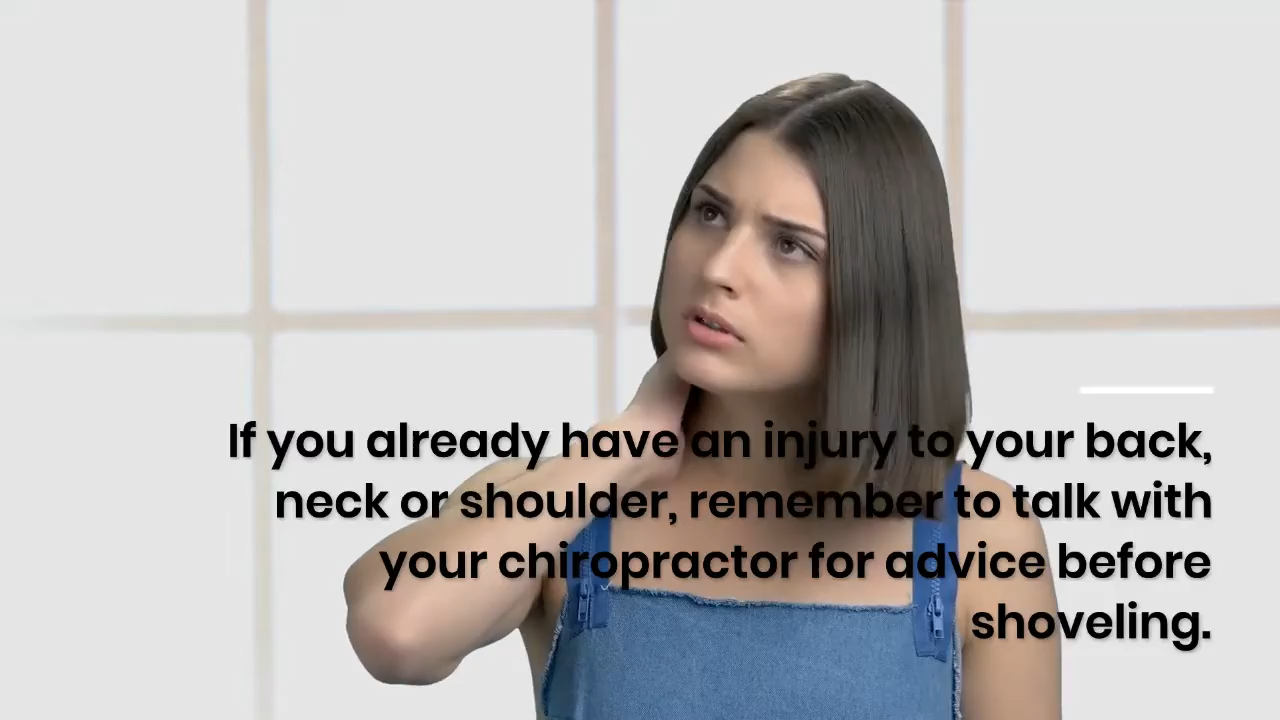 If you already have an injury to your back,
neck or shoulder, remember to talk with
your chiropractor for advice before
shoveling.